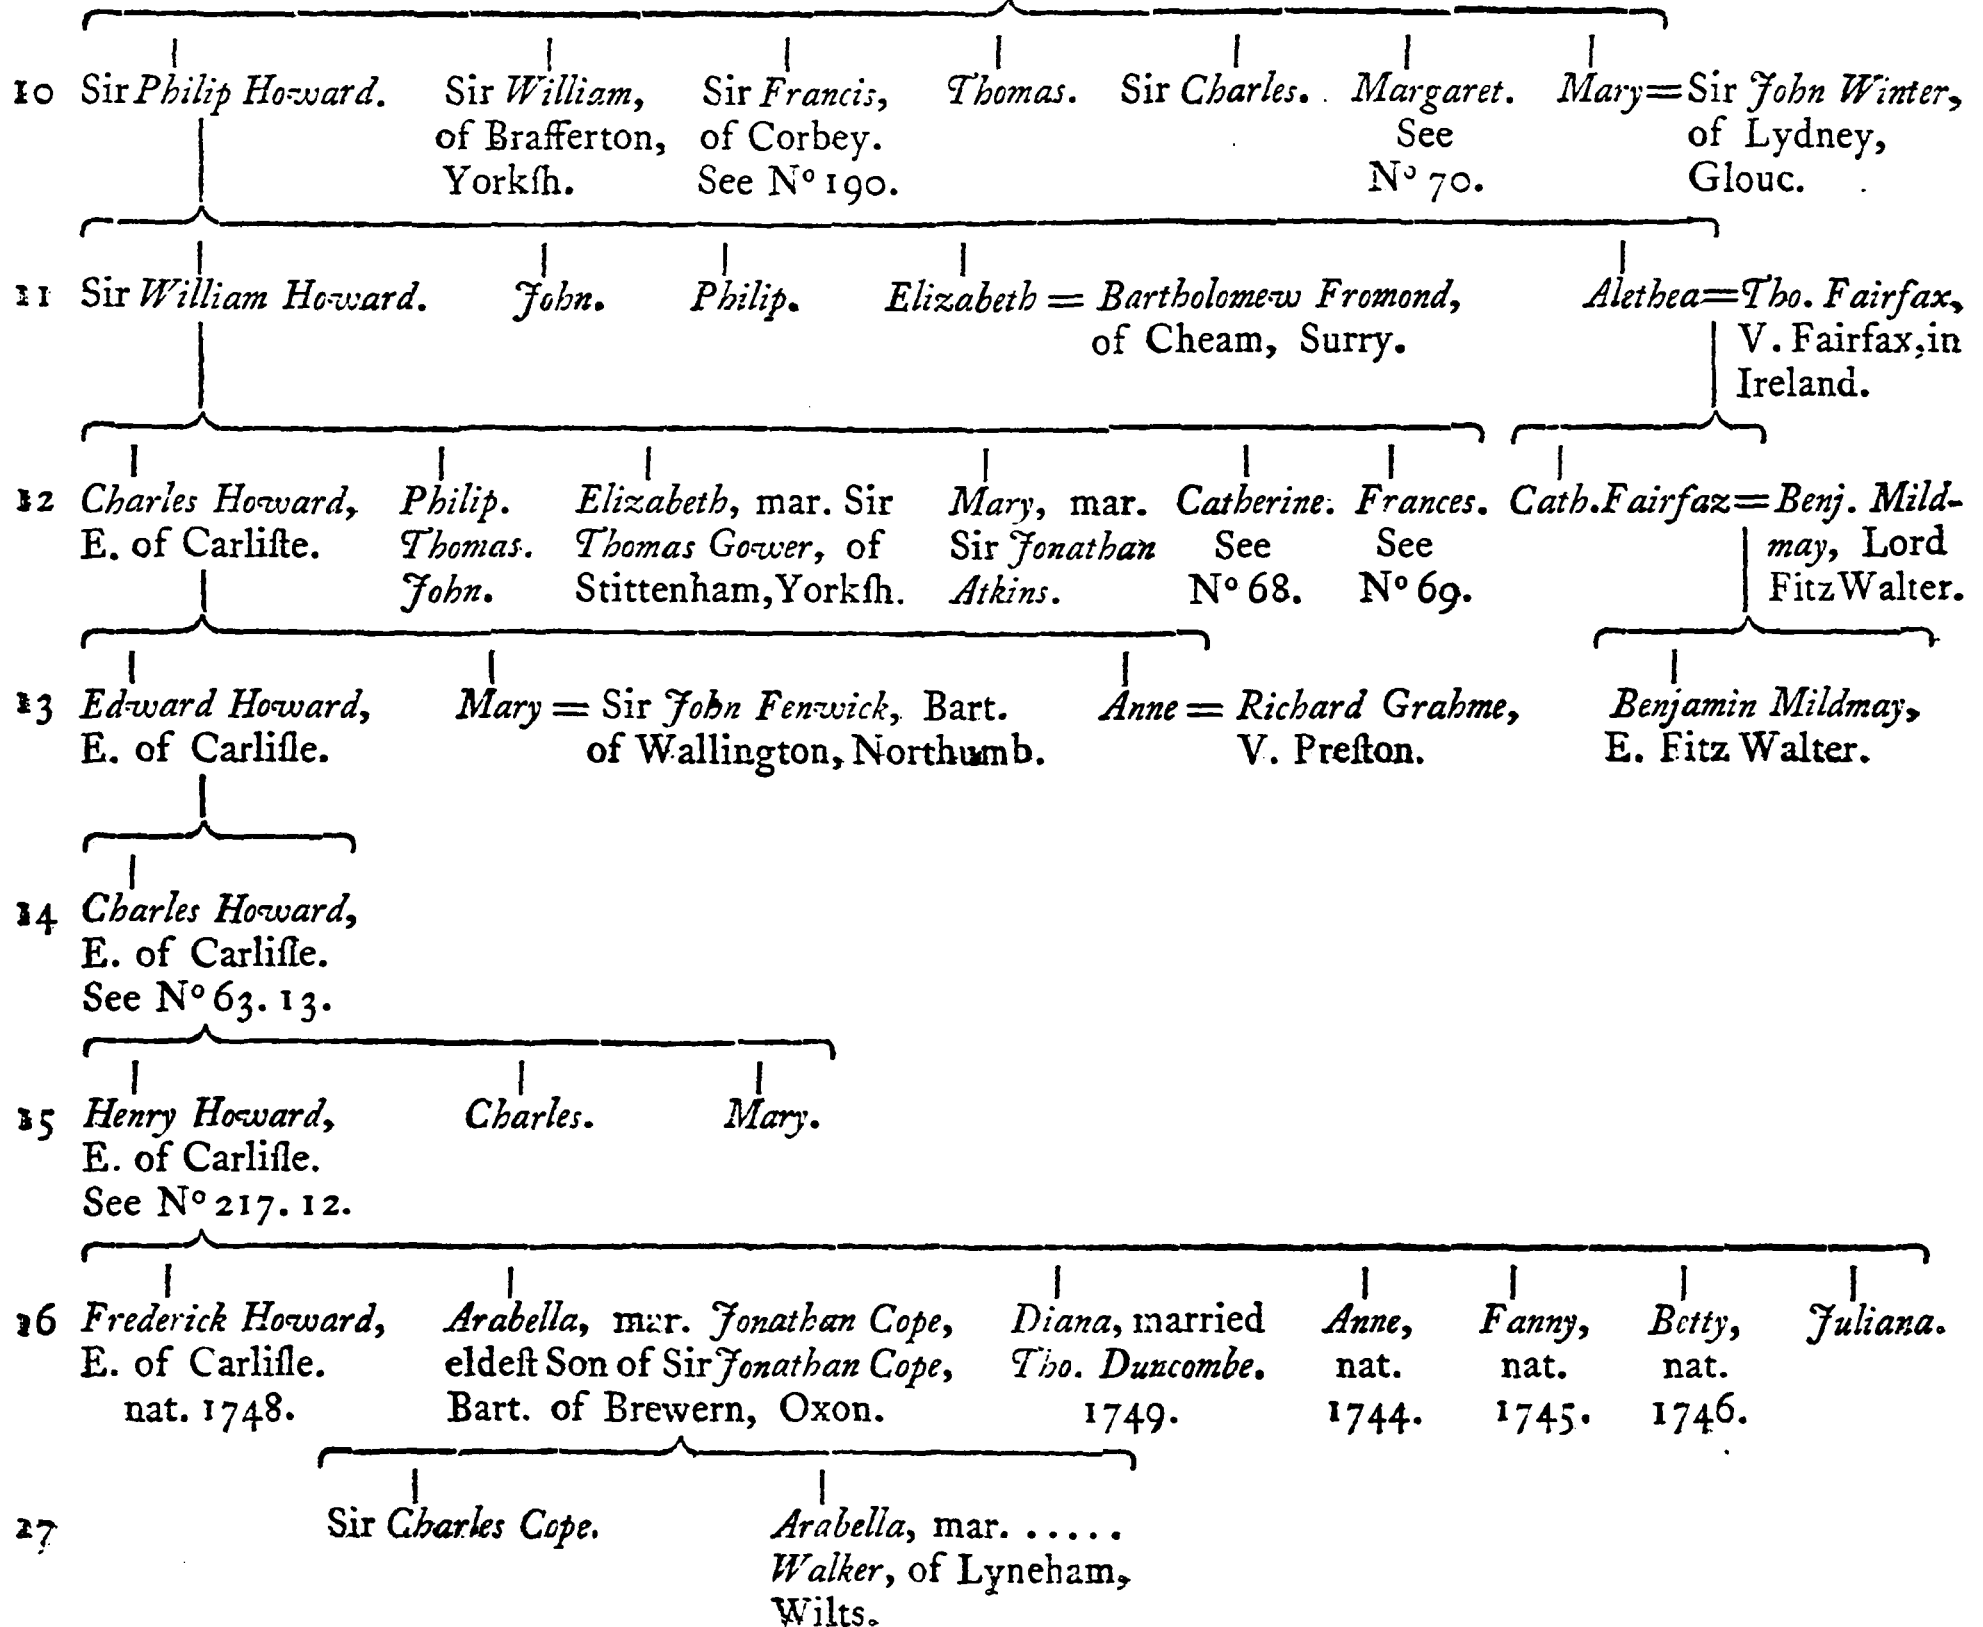 10 Sir Philip Howard. Sir William, Sir Francis, Thomas. Sir Charles. Margaret. Mary=Sir John Winter,
of Brafferton, of Corbey. See of Lydney,
Yorkſh. See Nº 190. Nº 70. Glouc.
11 Sir William Howard. John. Philip. Elizabeth = Bartholomew Fromond, Alethea=Tho. Fairfax,
of Cheam, Surry. V. Fairfax, in
Ireland.
12 Charles Howard, Philip. Elizabeth, mar. Sir Mary, mar. Catherine. Frances. Cath. Fairfax=Benj. Mild-
E. of Carliſle. Thomas. Thomas Gower, of Sir Jonathan See See may, Lord
John. Stittenham, Yorkſh. Atkins. Nº 68. Nº 69. FitzWalter.
13 Edward Howard, Mary = Sir John Fenwick, Bart. Anne = Richard Grahme, Benjamin Mildmay,
E. of Carliſle. of Wallington, Northumb. V. Preſton. E. Fitz Walter.
14 Charles Howard,
E. of Carliſle.
See Nº 63. 13.
15 Henry Howard, Charles. Mary.
E. of Carliſle.
See Nº 217. 12.
16 Frederick Howard, Arabella, mar. Jonathan Cope, Diana, married Anne, Fanny, Betty, Juliana.
E. of Carliſle. eldeſt Son of Sir Jonathan Cope, Tho. Duncombe. nat. nat. nat.
nat. 1748. Bart. of Brewern, Oxon. 1749. 1744. 1745. 1746.
17 Sir Charles Cope. Arabella, mar. ......
Walker, of Lyneham,
Wilts.